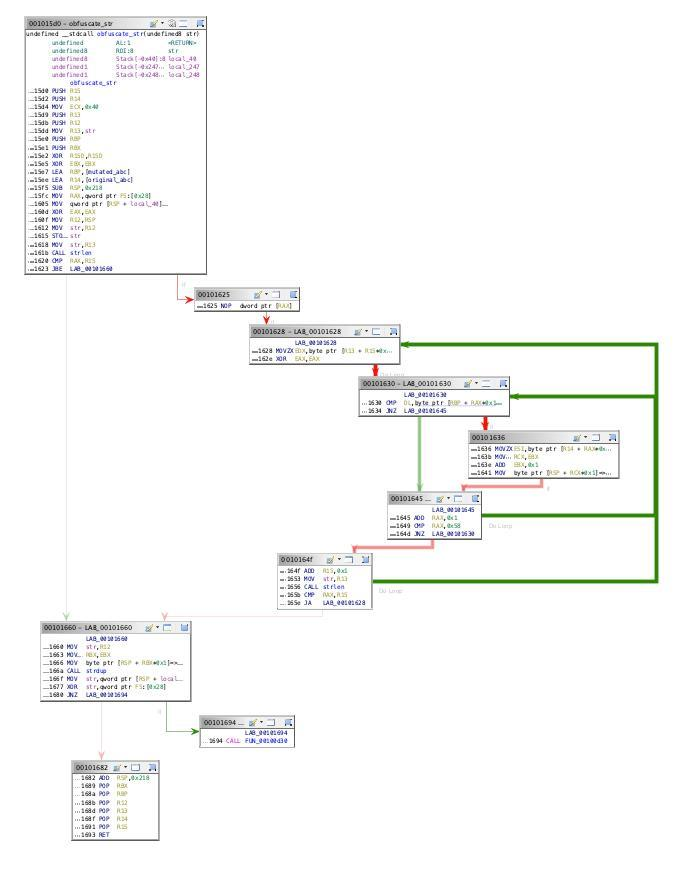 001015d0 - obfuscate_str
undefined __stdcall obfuscate_str(undefined8 str)
undefined AL:1 <RETURN>
undefined8 RDI:8 str
undefined8 Stack[-0x40]:8 local_40
undefined1 Stack[-0x247... local_247
undefined1 Stack[-0x248... local_248
obfuscate_str
...15d0 PUSH R15
...15d2 PUSH R14
...15d4 MOV ECX,0x40
...15d9 PUSH R13
...15db PUSH R12
...15dd MOV R13,str
...15e0 PUSH RBP
...15e1 PUSH RBX
...15e2 XOR R15D,R15D
...15e5 XOR EBX,EBX
...15e7 LEA RBP,[mutated_abc]
...15ee LEA R14,[original_abc]
...15f5 SUB RSP,0x218
...15fc MOV RAX,qword ptr FS:[0x28]
...1605 MOV qword ptr [RSP + local_40]...
...160d XOR EAX,EAX
...160f MOV R12,RSP
...1612 MOV str,R12
...1615 STO... str
...1618 MOV str,R13
...161b CALL strlen
...1620 CMP RAX,R15
...1623 JBE LAB_00101660
if
00101625
...1625 NOP dword ptr [RAX]
00101628 - LAB_00101628
LAB_00101628
...1628 MOVZX EDX,byte ptr [R13 + R15*0x...
...162e XOR EAX,EAX
Do Loop
00101630 - LAB_00101630
LAB_00101630
...1630 CMP DL,byte ptr [RBP + RAX*0x1...
...1634 JNZ LAB_00101645
00101636
...1636 MOVZX ESI,byte ptr [R14 + RAX*0x...
...163b MOV RCX,EBX
...163e ADD EBX,0x1
...1641 MOV byte ptr [RSP + RCX*0x1]=>...
if
00101645 ...
LAB_00101645
...1645 ADD RAX,0x1
...1649 CMP RAX,0x58
...164d JNZ LAB_00101630
Do Loop
0010164f
...164f ADD R15,0x1
...1653 MOV str,R13
...1656 CALL strlen
...165b CMP RAX,R15
...165e JA LAB_00101628
Do Loop
00101660 - LAB_00101660
LAB_00101660
...1660 MOV str,R12
...1663 MOV... RBX,EBX
...1666 MOV byte ptr [RSP + RBX*0x1]=>...
...166a CALL strdup
...166f MOV str,qword ptr [RSP + local...
...1677 XOR str,qword ptr FS:[0x28]
...1680 JNZ LAB_00101694
if
00101694 ...
LAB_00101694
...1694 CALL FUN_00100d30
00101682
...1682 ADD RSP,0x218
...1689 POP RBX
...168a POP RBP
...168b POP R12
...168d POP R13
...168f POP R14
...1691 POP R15
...1693 RET